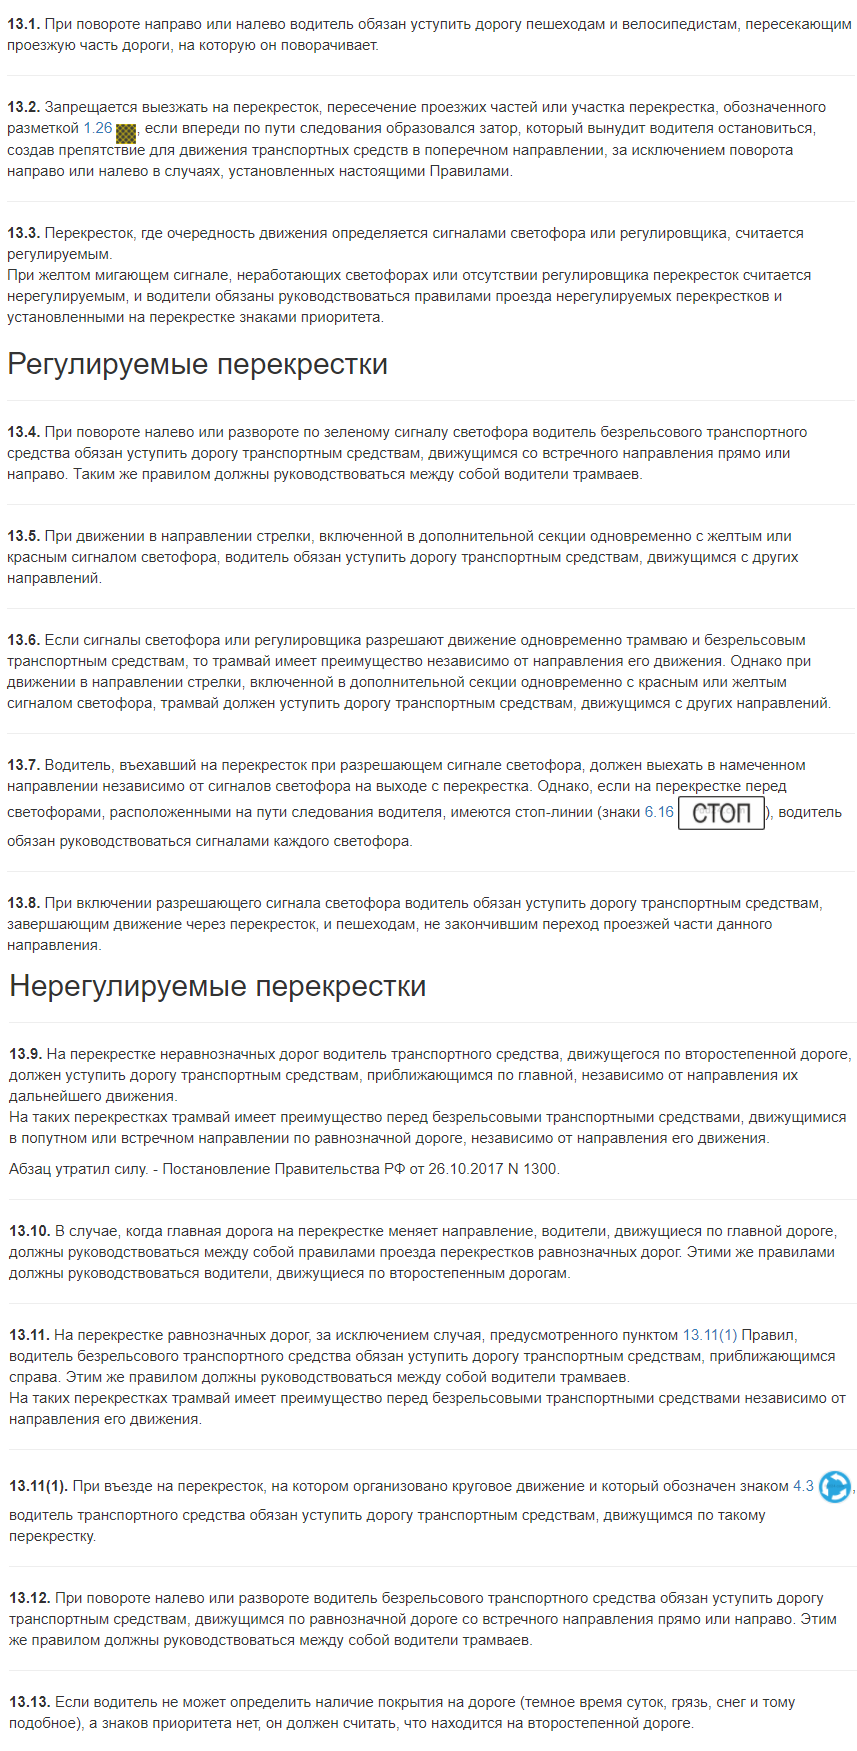 13.1. При повороте направо или налево водитель обязан уступить дорогу пешеходам и велосипедистам, пересекающим
проезжую часть дороги, на которую он поворачивает.
13.2. Запрещается выезжать на перекресток, пересечение проезжих частей или участка перекрестка, обозначенного
разметкой 1.26 , если впереди по пути следования образовался затор, который вынудит водителя остановиться,
создав препятствие для движения транспортных средств в поперечном направлении, за исключением поворота
направо или налево в случаях, установленных настоящими Правилами.
13.3. Перекресток, где очередность движения определяется сигналами светофора или регулировщика, считается
регулируемым.
При желтом мигающем сигнале, неработающих светофорах или отсутствии регулировщика перекресток считается
нерегулируемым, и водители обязаны руководствоваться правилами проезда нерегулируемых перекрестков и
установленными на перекрестке знаками приоритета.
Регулируемые перекрестки
13.4. При повороте налево или развороте по зеленому сигналу светофора водитель безрельсового транспортного
средства обязан уступить дорогу транспортным средствам, движущимся со встречного направления прямо или
направо. Таким же правилом должны руководствоваться между собой водители трамваев.
13.5. При движении в направлении стрелки, включенной в дополнительной секции одновременно с желтым или
красным сигналом светофора, водитель обязан уступить дорогу транспортным средствам, движущимся с других
направлений.
13.6. Если сигналы светофора или регулировщика разрешают движение одновременно трамваю и безрельсовым
транспортным средствам, то трамвай имеет преимущество независимо от направления его движения. Однако при
движении в направлении стрелки, включенной в дополнительной секции одновременно с красным или желтым
сигналом светофора, трамвай должен уступить дорогу транспортным средствам, движущимся с других направлений.
13.7. Водитель, въехавший на перекресток при разрешающем сигнале светофора, должен выехать в намеченном
направлении независимо от сигналов светофора на выходе с перекрестка. Однако, если на перекрестке перед
светофорами, расположенными на пути следования водителя, имеются стоп-линии (знаки 6.16 СТОП), водитель
обязан руководствоваться сигналами каждого светофора.
13.8. При включении разрешающего сигнала светофора водитель обязан уступить дорогу транспортным средствам,
завершающим движение через перекресток, и пешеходам, не закончившим переход проезжей части данного
направления.
Нерегулируемые перекрестки
13.9. На перекрестке неравнозначных дорог водитель транспортного средства, движущегося по второстепенной дороге,
должен уступить дорогу транспортным средствам, приближающимся по главной, независимо от направления их
дальнейшего движения.
На таких перекрестках трамвай имеет преимущество перед безрельсовыми транспортными средствами, движущимися
в попутном или встречном направлении по равнозначной дороге, независимо от направления его движения.
Абзац утратил силу. - Постановление Правительства РФ от 26.10.2017 N 1300.
13.10. В случае, когда главная дорога на перекрестке меняет направление, водители, движущиеся по главной дороге,
должны руководствоваться между собой правилами проезда перекрестков равнозначных дорог. Этими же правилами
должны руководствоваться водители, движущиеся по второстепенным дорогам.
13.11. На перекрестке равнозначных дорог, за исключением случая, предусмотренного пунктом 13.11(1) Правил,
водитель безрельсового транспортного средства обязан уступить дорогу транспортным средствам, приближающимся
справа. Этим же правилом должны руководствоваться между собой водители трамваев.
На таких перекрестках трамвай имеет преимущество перед безрельсовыми транспортными средствами независимо от
направления его движения.
13.11(1). При въезде на перекресток, на котором организовано круговое движение и который обозначен знаком 4.3 ,
водитель транспортного средства обязан уступить дорогу транспортным средствам, движущимся по такому
перекрестку.
13.12. При повороте налево или развороте водитель безрельсового транспортного средства обязан уступить дорогу
транспортным средствам, движущимся по равнозначной дороге со встречного направления прямо или направо. Этим
же правилом должны руководствоваться между собой водители трамваев.
13.13. Если водитель не может определить наличие покрытия на дороге (темное время суток, грязь, снег и тому
подобное), а знаков приоритета нет, он должен считать, что находится на второстепенной дороге.